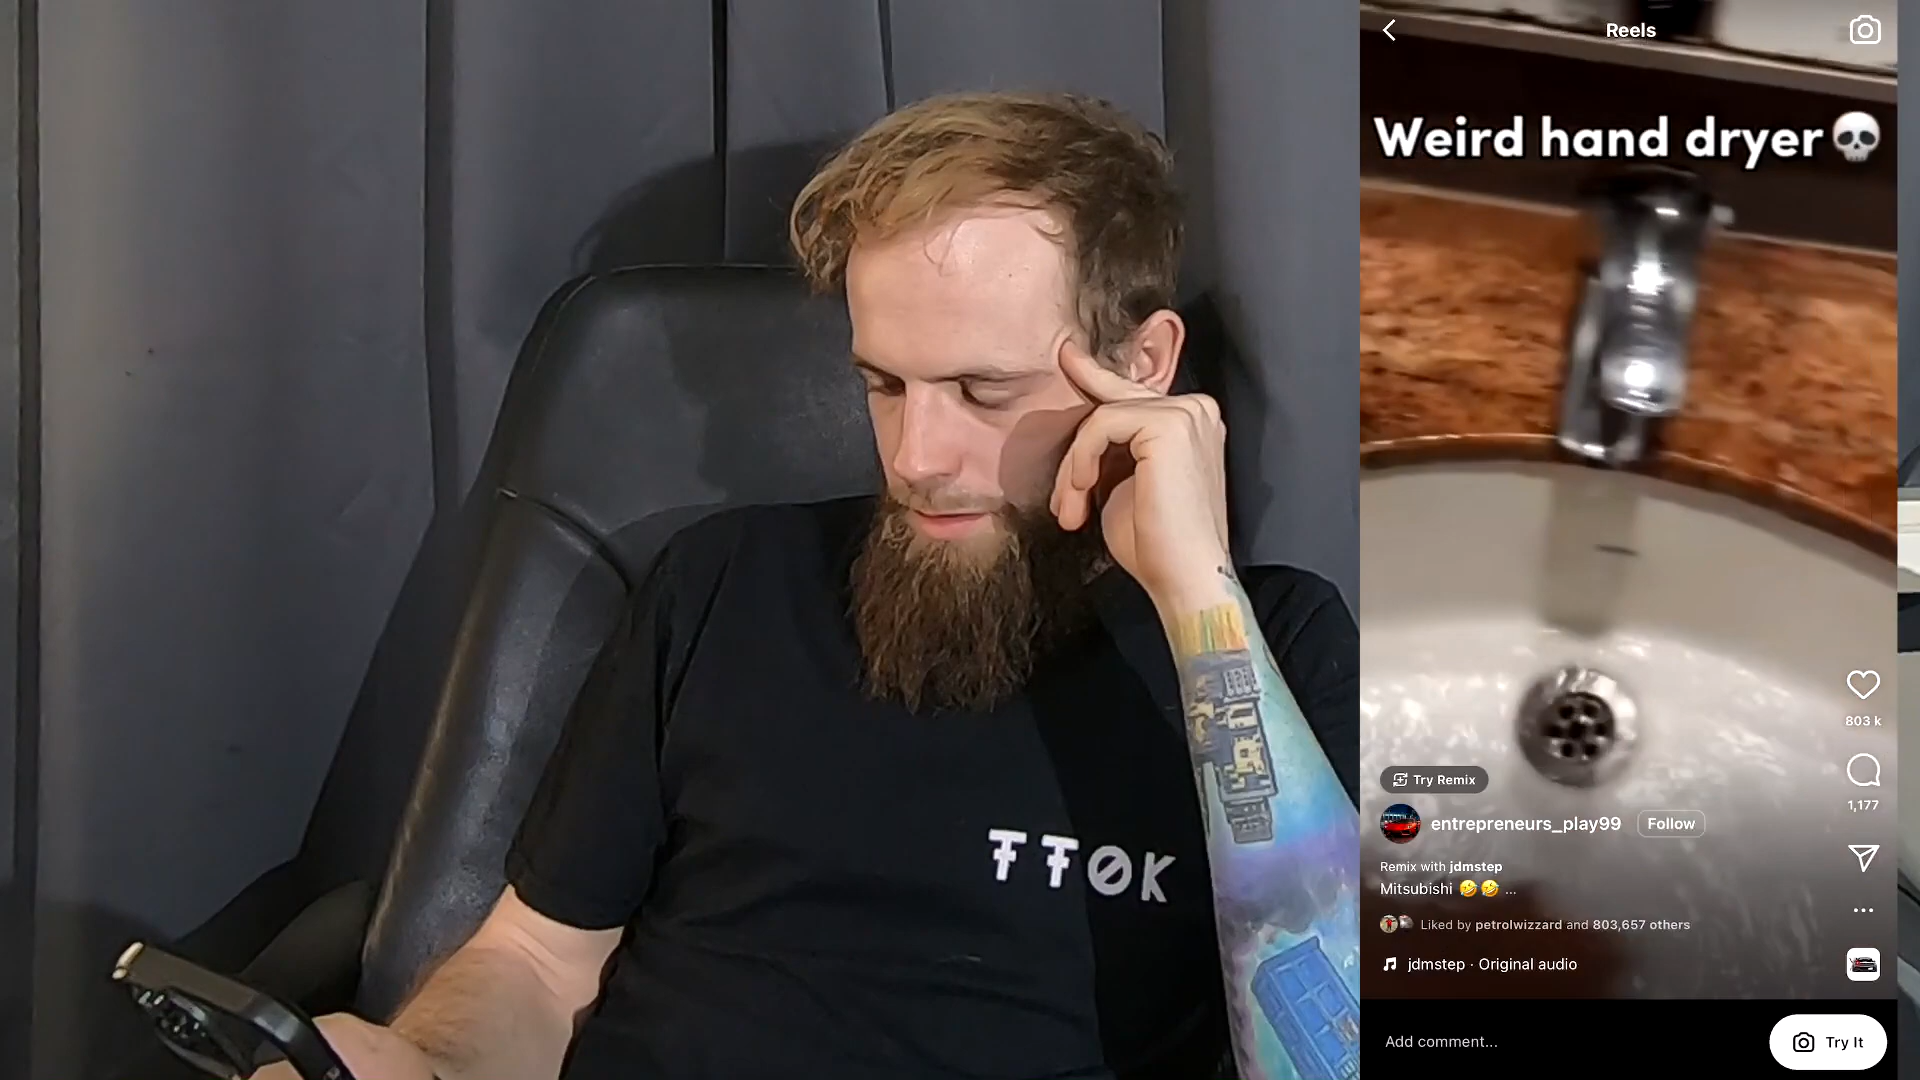 Reels
Weird hand dryer💀
803 k
Try Remix
1,177
entrepreneurs_play99 Follow
Remix with jdmstep
Mitsubishi 🤣🤣 ...
Liked by petrolwizzard and 803,657 others
jdmstep · Original audio
Add comment...
Try It
TTØK